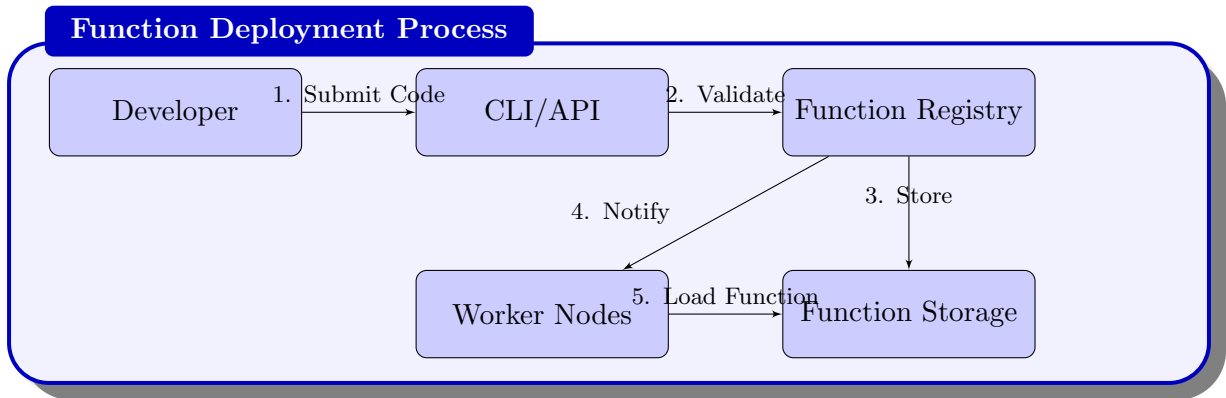 Function Deployment Process
Developer
1. Submit Code
CLI/API
2. Validate
Function Registry
3. Store
4. Notify
Worker Nodes
5. Load Function
Function Storage